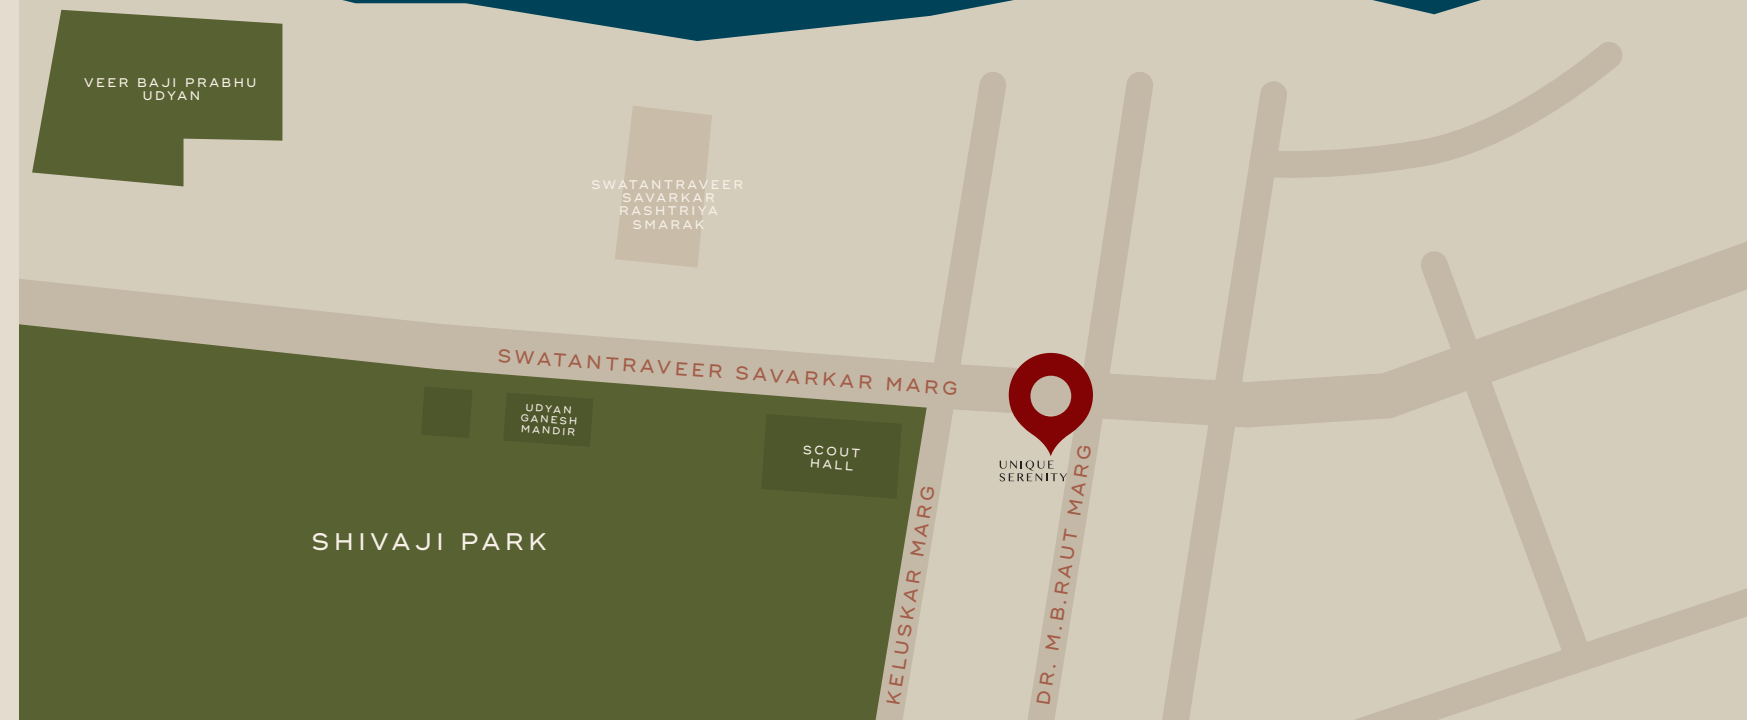 VEER BAJI PRABHU
UDYAN
SWATANTRAVEER
SAVARKAR
RASHTRIYA
SMARAK
SWATANTRAVEER SAVARKAR MARG
UDYAN
GANESH
MANDIR
SCOUT
HALL
UNIQUE
SERENITY
SHIVAJI PARK
KELUSKAR MARG
DR. M.B.RAUT MARG